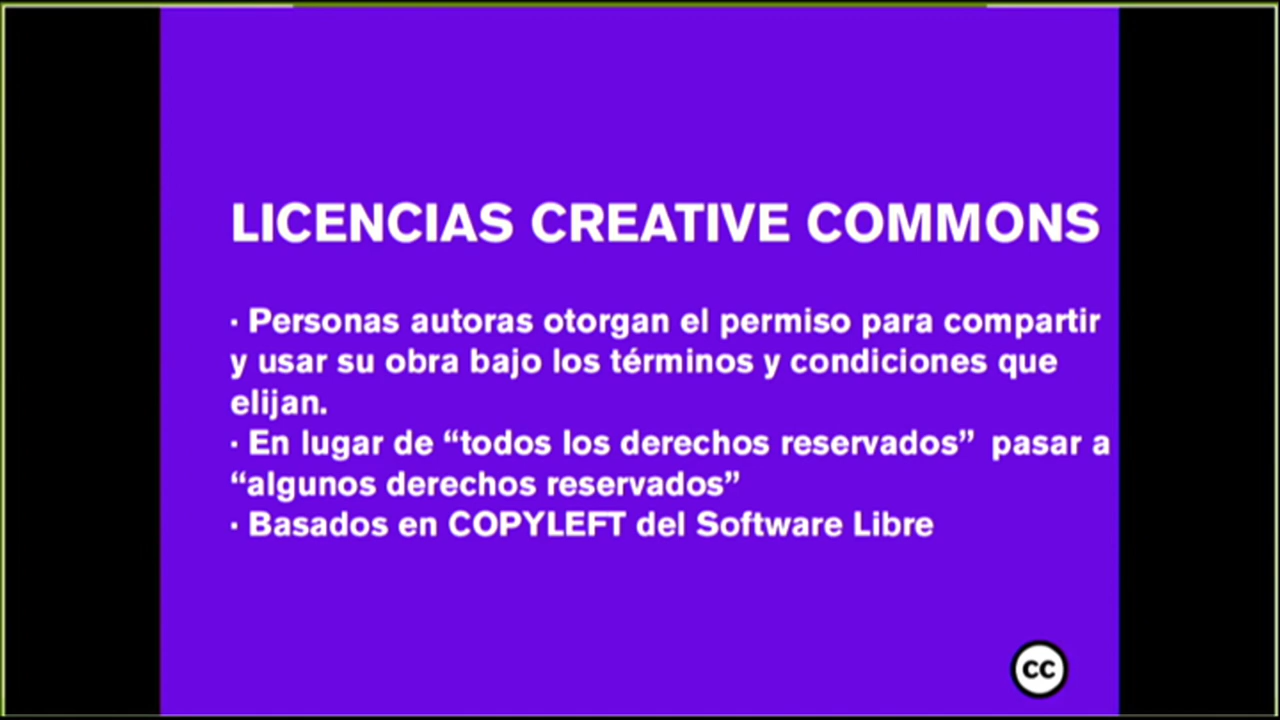 LICENCIAS CREATIVE COMMONS
· Personas autoras otorgan el permiso para compartir
y usar su obra bajo los términos y condiciones que
elijan.
· En lugar de “todos los derechos reservados”  pasar a
“algunos derechos reservados”
· Basados en COPYLEFT del Software Libre
cc